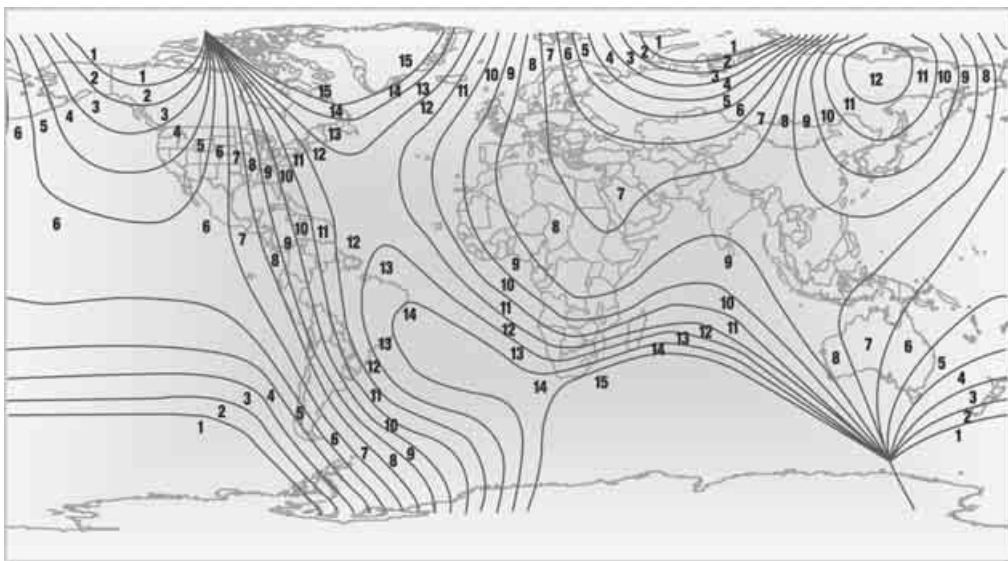 1 15 5 6 7 4 3 2 1 1
2 1 10 9 8 11 2 3 4 12 11 10 9 8
3 2 15 14 13 12 5 6 11
4 3 14 7 8 9 10
6 5 4 13
5 6 7 8 9 10 11 12
7
6 6 7 8 9 10 11 12 8
13 9 9
14 10 11 12 13 10 11 12
13 12 14 15 14 13 8 7 6 5
4 3 2 1 5 6 7 8 9 10 11 4 3 2 1